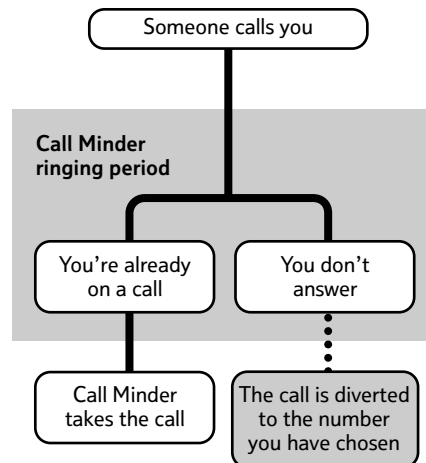 Someone calls you
Call Minder
ringing period
You're already
on a call
You don't
answer
Call Minder
takes the call
The call is diverted
to the number
you have chosen